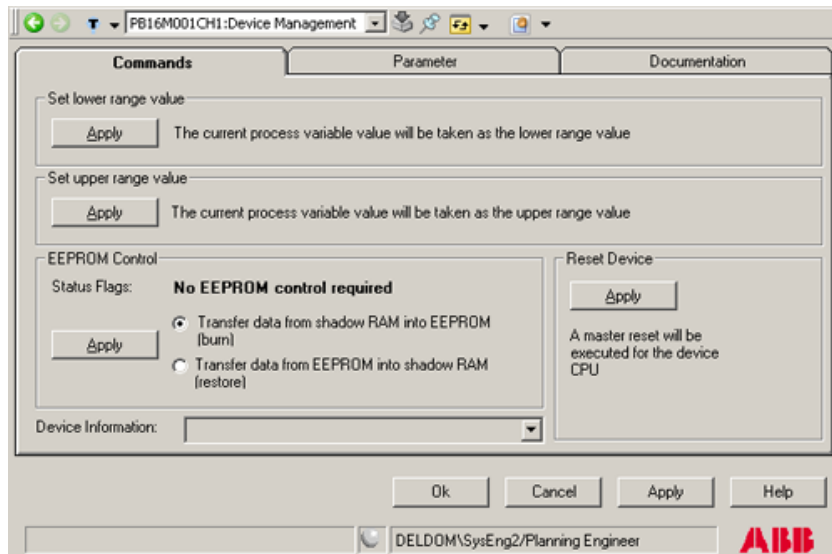 PB16M001CH1:Device Management
Commands
Parameter
Documentation
Set lower range value
Apply
The current process variable value will be taken as the lower range value
Set upper range value
Apply
The current process variable value will be taken as the upper range value
EEPROM Control
Status Flags:
No EEPROM control required
Apply
Transfer data from shadow RAM into EEPROM
(burn)
Transfer data from EEPROM into shadow RAM
(restore)
Reset Device
Apply
A master reset will be
executed for the device
CPU
Device Information:
Ok
Cancel
Apply
Help
DELDOM\SysEng2/Planning Engineer
ABB